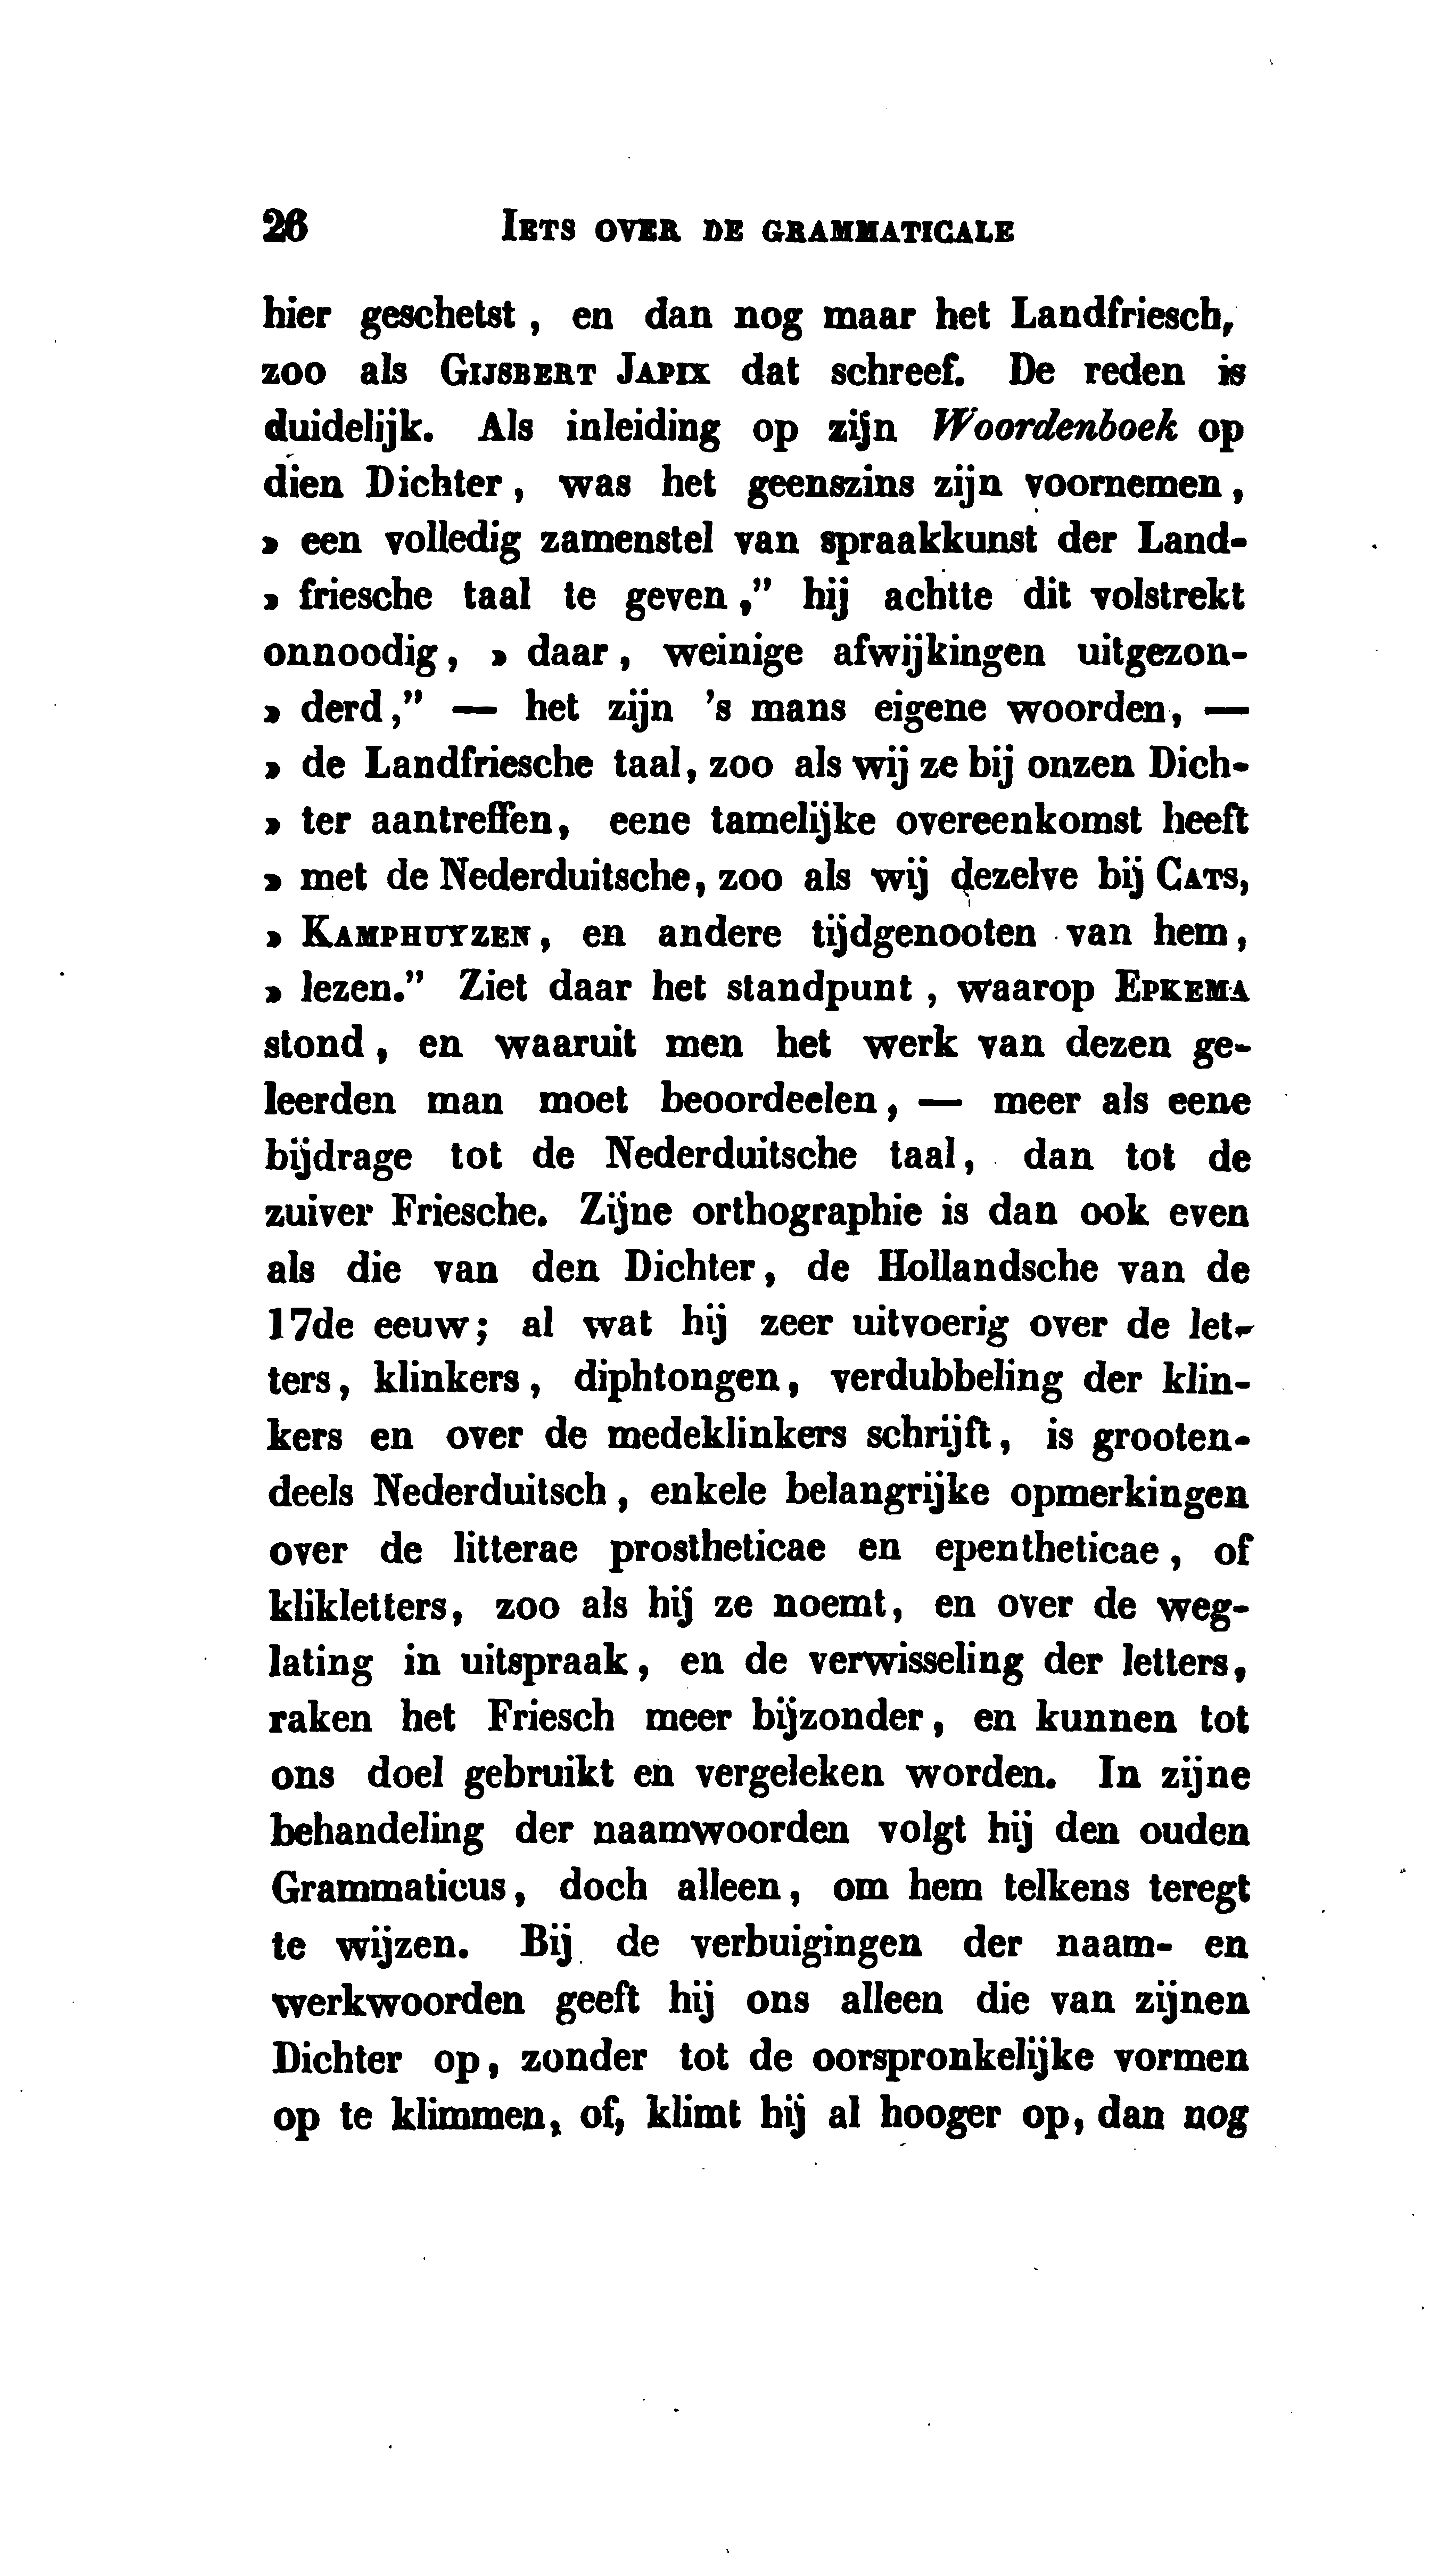 26 IETS OVER DE GRAMMATICALE
hier geschetst, en dan nog maar het Landfriesch,
zoo als GIJSBERT JAPIX dat schreef. De reden is
duidelijk. Als inleiding op zijn Woordenboek op
dien Dichter, was het geenszins zijn voornemen,
» een volledig zamenstel van spraakkunst der Land-
» friesche taal te geven," hij achtte dit volstrekt
onnoodig, » daar, weinige afwijkingen uitgezon-
» derd," — het zijn 's mans eigene woorden, —
» de Landfriesche taal, zoo als wij ze bij onzen Dich-
» ter aantreffen, eene tamelijke overeenkomst heeft
» met de Nederduitsche, zoo als wij dezelve bij CATS,
» KAMPHUYZEN, en andere tijdgenooten van hem,
» lezen." Ziet daar het standpunt, waarop EPKEMA
stond, en waaruit men het werk van dezen ge-
leerden man moet beoordeelen, — meer als eene
bijdrage tot de Nederduitsche taal, dan tot de
zuiver Friesche. Zijne orthographie is dan ook even
als die van den Dichter, de Hollandsche van de
17de eeuw; al wat hij zeer uitvoerig over de let-
ters, klinkers, diphtongen, verdubbeling der klin-
kers en over de medeklinkers schrijft, is grooten-
deels Nederduitsch, enkele belangrijke opmerkingen
over de litterae prostheticae en epentheticae, of
klikletters, zoo als hij ze noemt, en over de weg-
lating in uitspraak, en de verwisseling der letters,
raken het Friesch meer bijzonder, en kunnen tot
ons doel gebruikt en vergeleken worden. In zijne
behandeling der naamwoorden volgt hij den ouden
Grammaticus, doch alleen, om hem telkens teregt
te wijzen. Bij de verbuigingen der naam- en
werkwoorden geeft hij ons alleen die van zijnen
Dichter op, zonder tot de oorspronkelijke vormen
op te klimmen, of, klimt hij al hooger op, dan nog